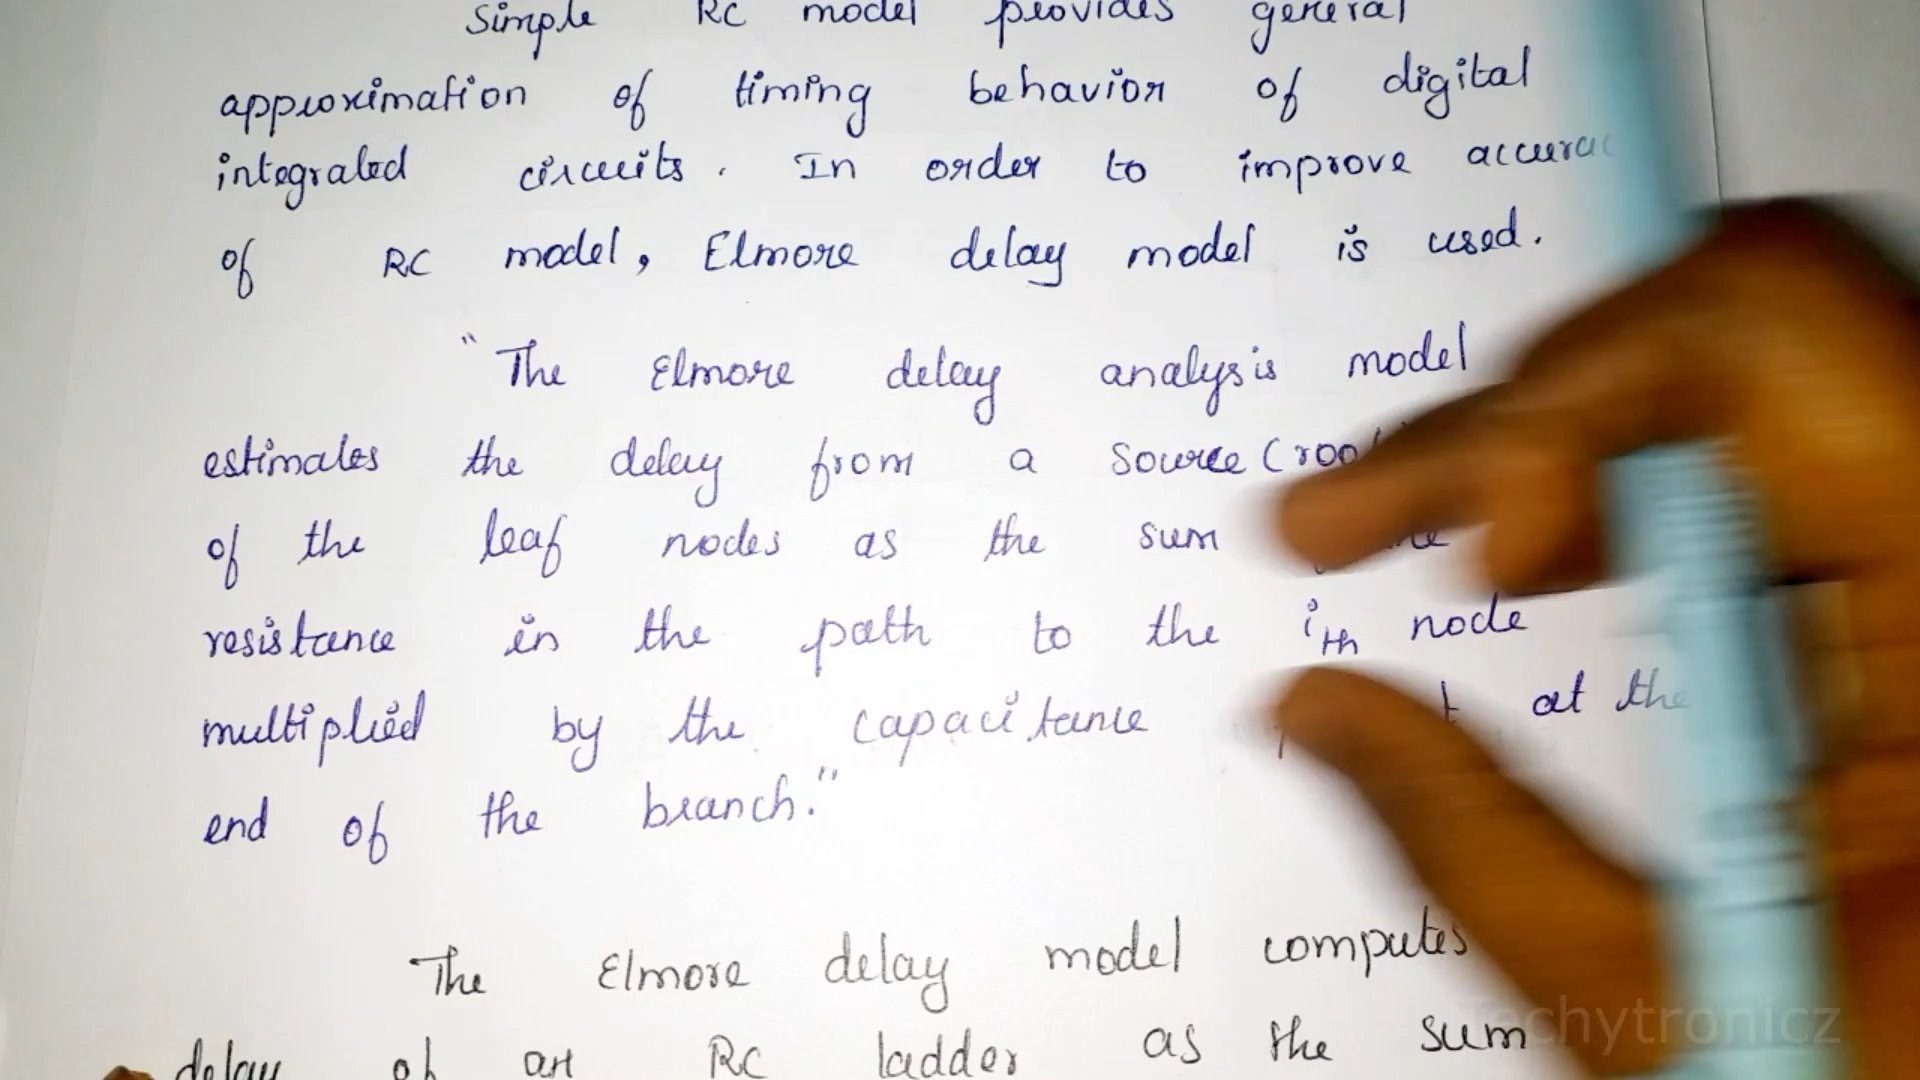 Simple RC model provides general
approximation of timing behavior of digital
integrated circuits. In order to improve
of RC model, Elmore delay model is used.
"The Elmore delay analysis model
estimates the delay from a source
of the leaf nodes as the sum
resistance in the path to the ith node
multiplied by the capacitance at the
end of the branch."
The Elmore delay model computes
delay of an RC ladder as the sum
Techytronicz